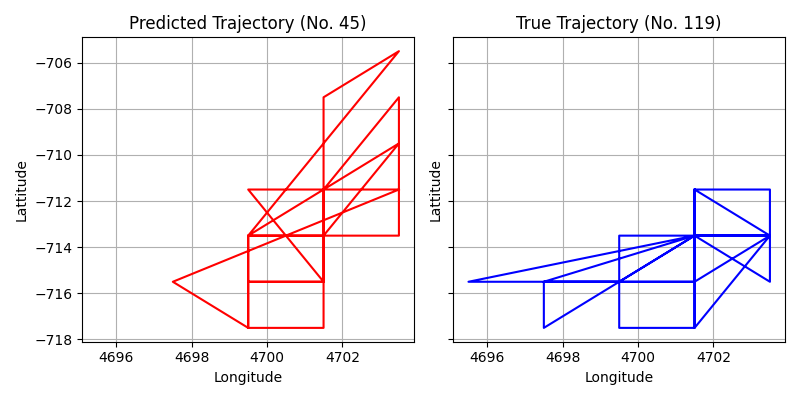 Predicted Trajectory (No. 45)
True Trajectory (No. 119)
Lattitude
−706
−708
−710
−712
−714
−716
−718
4696
4698
4700
4702
Longitude
Lattitude
4696
4698
4700
4702
Longitude